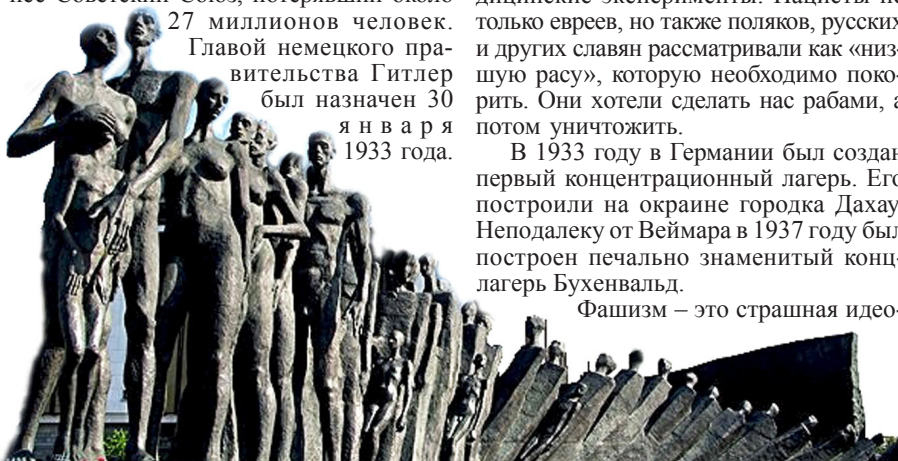 нес Советский Союз, потерявший около
27 миллионов человек.
Главой немецкого пра-
вительства Гитлер
был назначен 30
января
1933 года.
дицинские эксперименты. Нацисты не
только евреев, но также поляков, русских
и других славян рассматривали как «низ-
шую расу», которую необходимо поко-
рить. Они хотели сделать нас рабами, а
потом уничтожить.
В 1933 году в Германии был создан
первый концентрационный лагерь. Его
построили на окраине городка Дахау.
Неподалеку от Веймара в 1937 году был
построен печально знаменитый конц-
лагерь Бухенвальд.
Фашизм – это страшная идео-